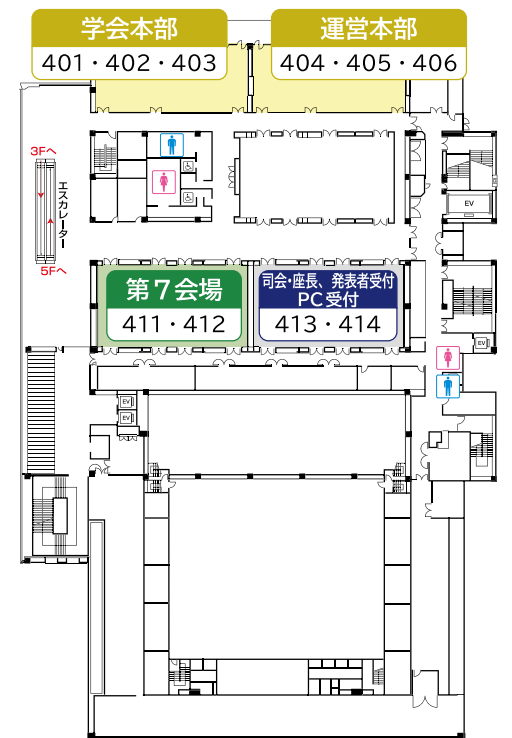 学会本部
401・402・403
運営本部
404・405・406
3Fへ
エスカレーター
5Fへ
EV
第7会場
411・412
司会・座長、発表者受付
PC受付
413・414
EV
EV
EV